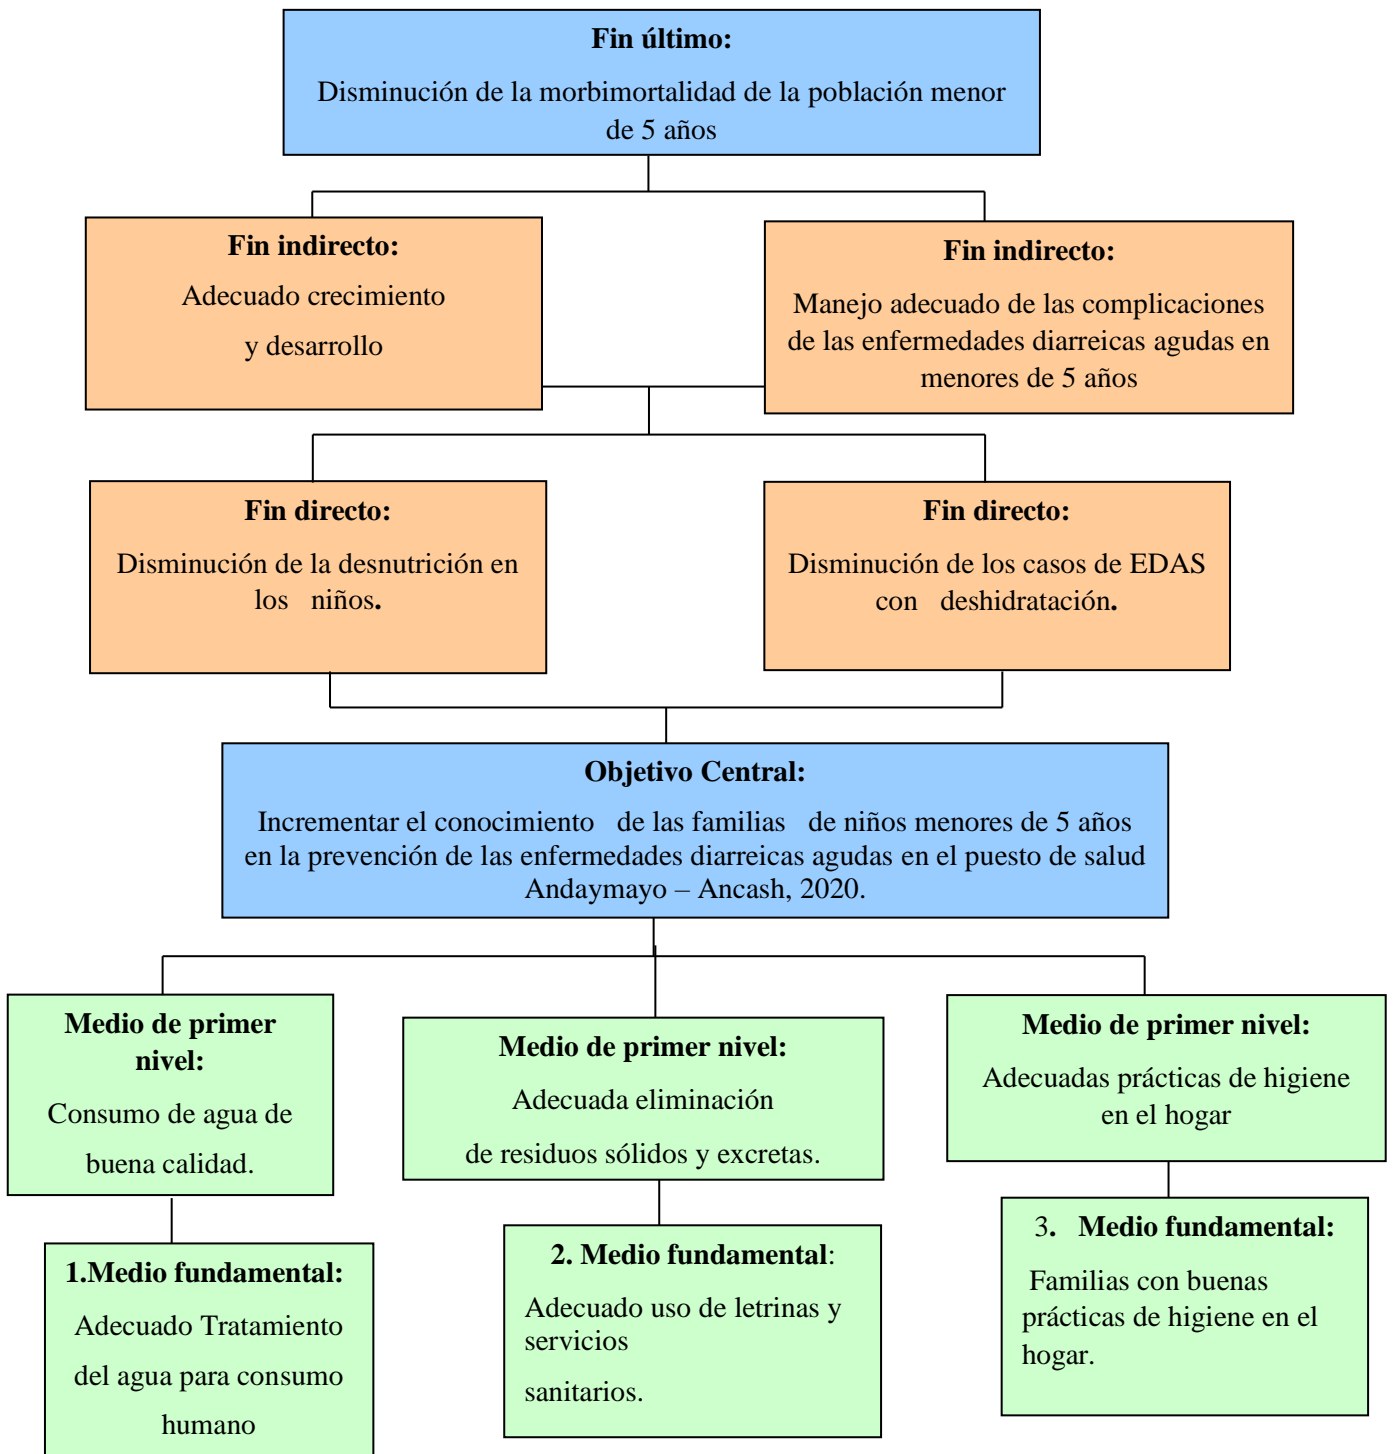 Fin último:
Disminución de la morbimortalidad de la población menor
de 5 años
Fin indirecto:
Adecuado crecimiento
y desarrollo
Fin indirecto:
Manejo adecuado de las complicaciones
de las enfermedades diarreicas agudas en
menores de 5 años
Fin directo:
Disminución de la desnutrición en
los niños.
Fin directo:
Disminución de los casos de EDAS
con deshidratación.
Objetivo Central:
Incrementar el conocimiento de las familias de niños menores de 5 años
en la prevención de las enfermedades diarreicas agudas en el puesto de salud
Andaymayo – Ancash, 2020.
Medio de primer
nivel:
Consumo de agua de
buena calidad.
Medio de primer nivel:
Adecuada eliminación
de residuos sólidos y excretas.
Medio de primer nivel:
Adecuadas prácticas de higiene
en el hogar
1.Medio fundamental:
Adecuado Tratamiento
del agua para consumo
humano
2. Medio fundamental:
Adecuado uso de letrinas y
servicios
sanitarios.
3. Medio fundamental:
Familias con buenas
prácticas de higiene en el
hogar.